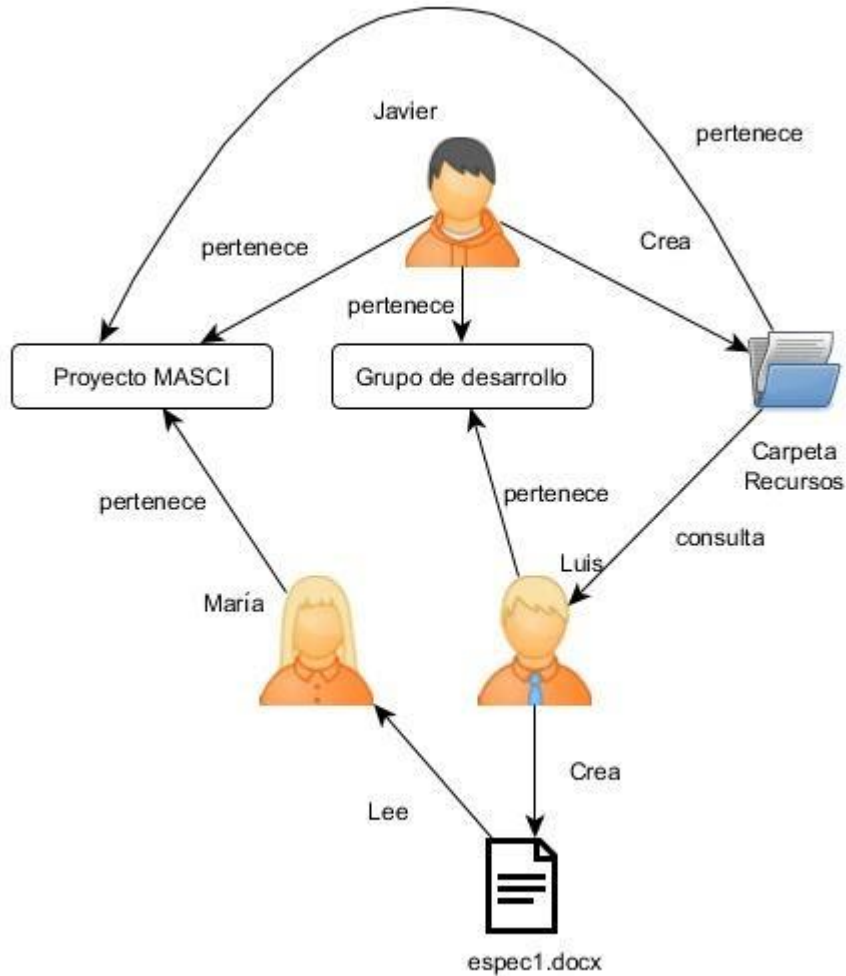 Javier
pertenece
pertenece
Crea
pertenece
Proyecto MASCI
Grupo de desarrollo
Carpeta
Recursos
pertenece
pertenece
consulta
Luis
María
Crea
Lee
espec1.docx